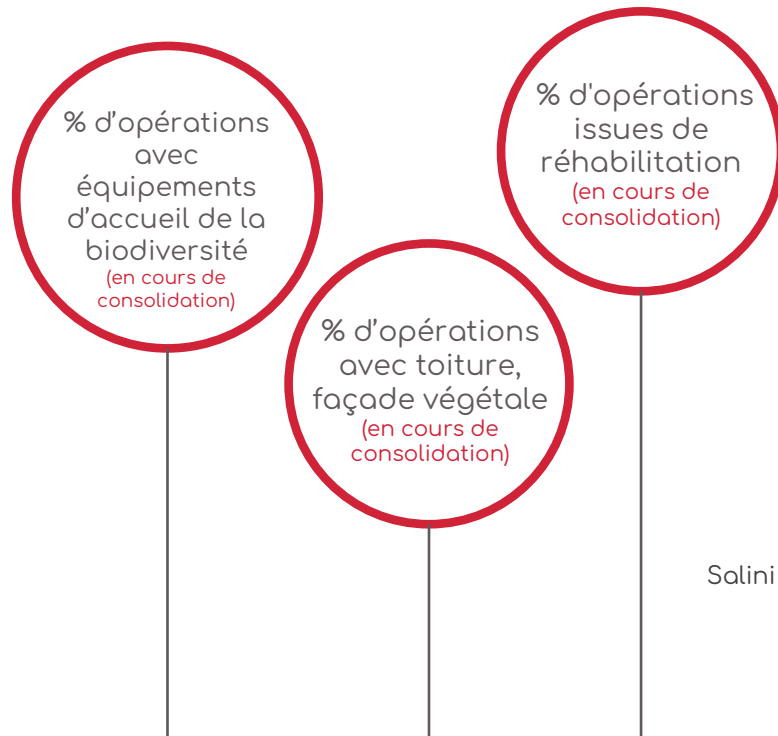 % d’opérations
avec
équipements
d’accueil de la
biodiversité
(en cours de
consolidation)
% d’opérations
avec toiture,
façade végétale
(en cours de
consolidation)
% d'opérations
issues de
réhabilitation
(en cours de
consolidation)
Salini